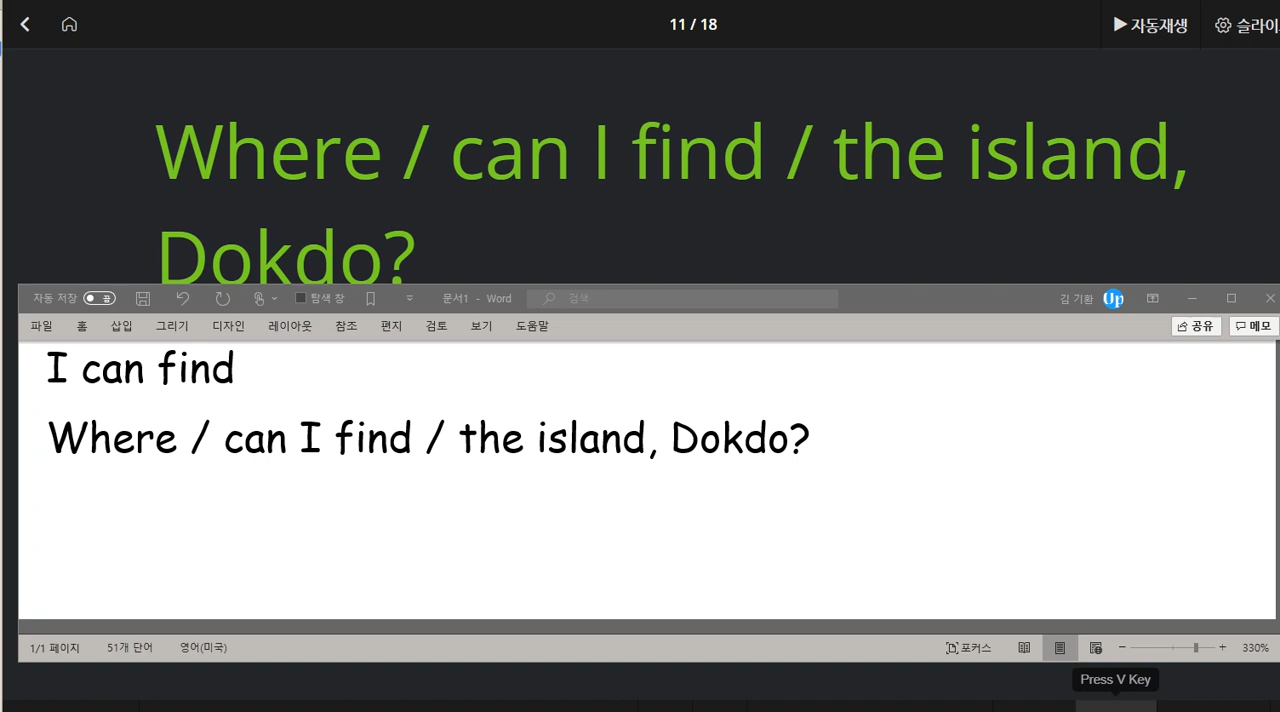 11 / 18
▶ 자동재생
슬라이
Where / can I find / the island,
Dokdo?
자동 저장
끔
탐색 창
문서1 - Word
검색
김 기환
Up
파일 홈 삽입 그리기 디자인 레이아웃 참조 편지 검토 보기 도움말
공유
메모
I can find
Where / can I find / the island, Dokdo?
1/1 페이지
51개 단어
영어(미국)
포커스
330%
Press V Key